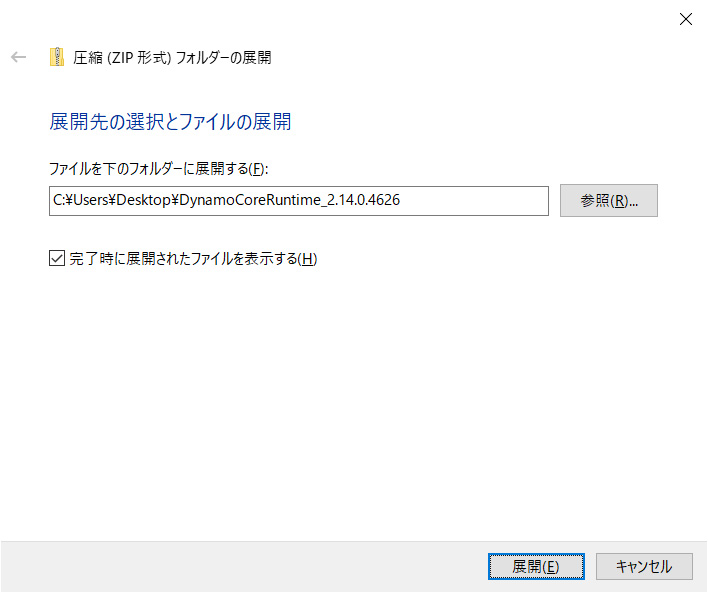 圧縮 (ZIP 形式) フォルダーの展開
展開先の選択とファイルの展開
ファイルを下のフォルダーに展開する(F):
C:¥Users¥Desktop¥DynamoCoreRuntime_2.14.0.4626
参照(R)...
完了時に展開されたファイルを表示する(H)
展開(E)
キャンセル